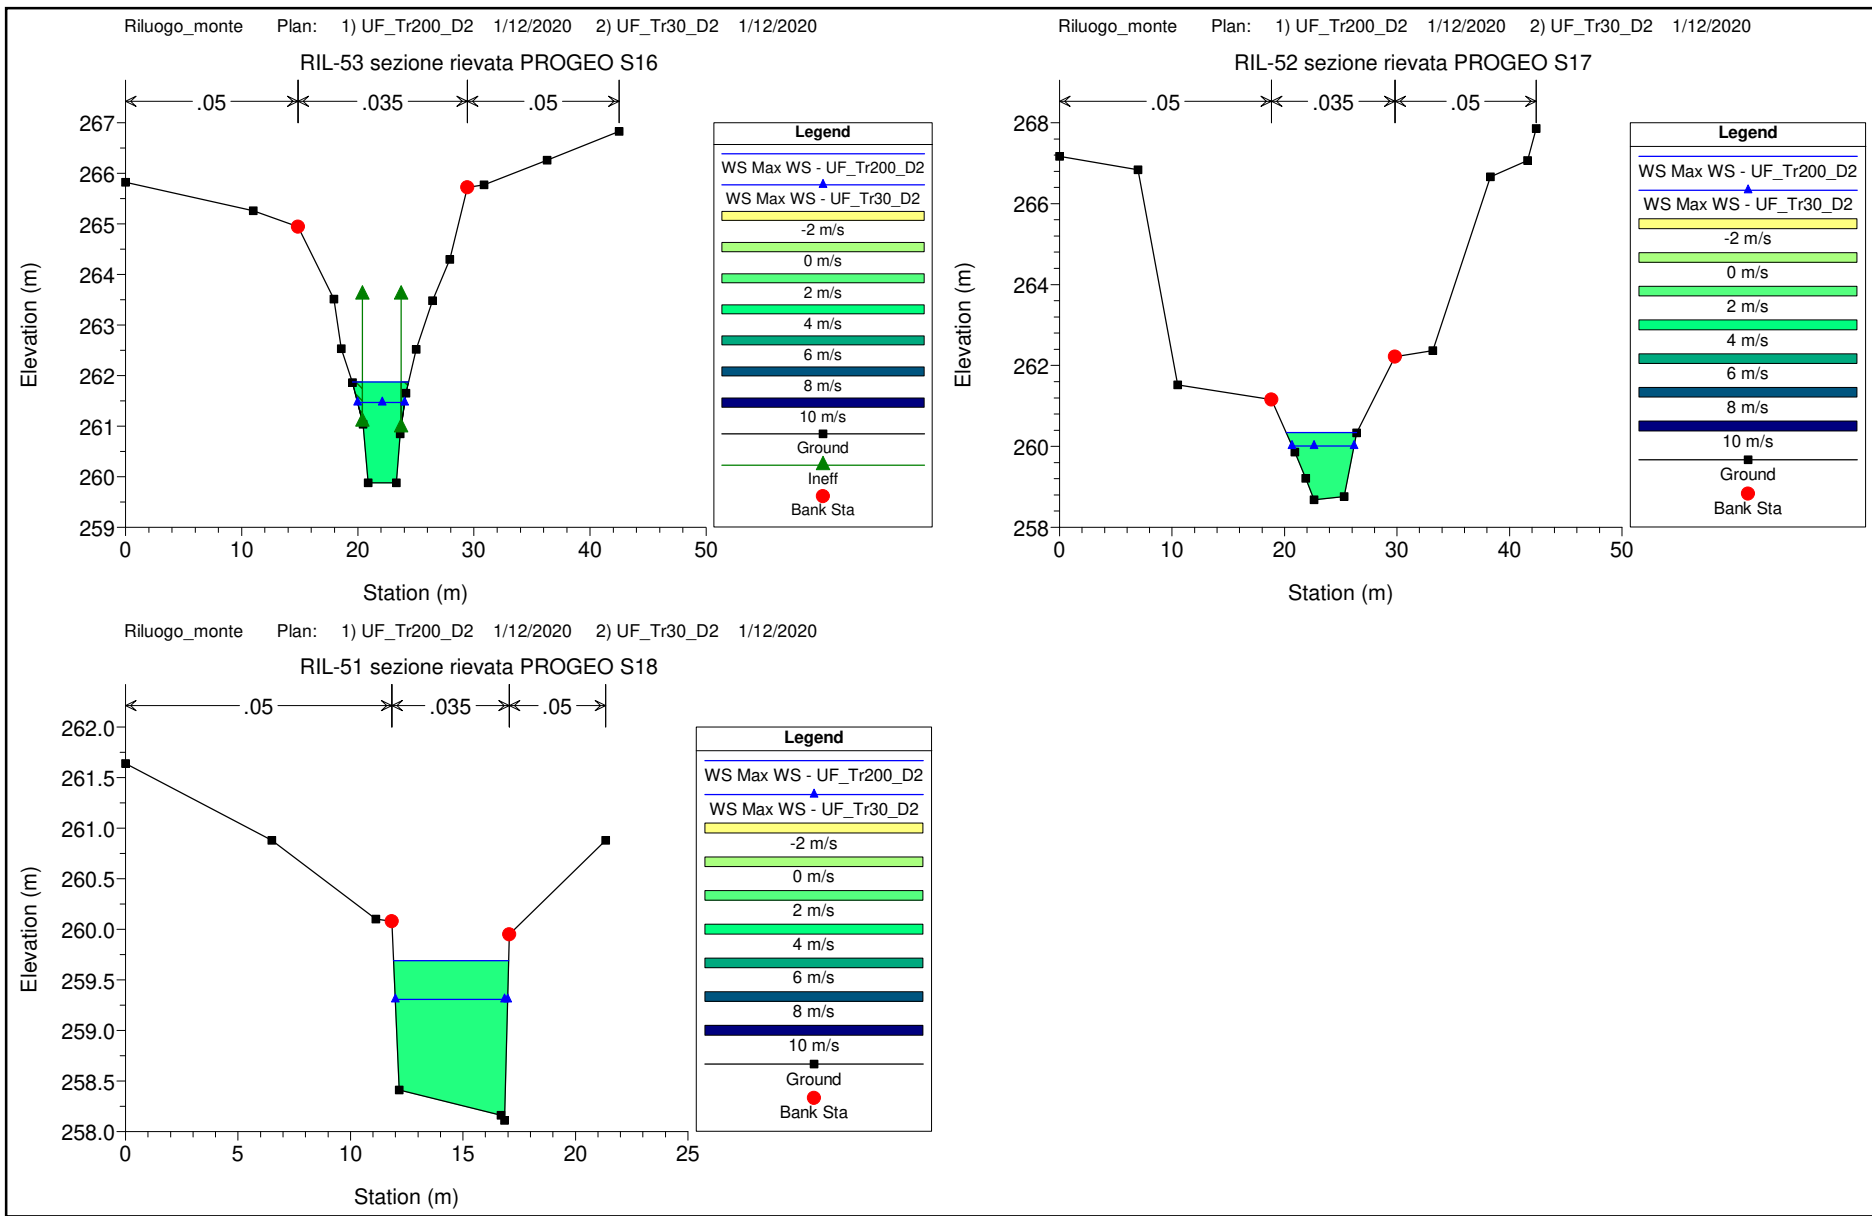 Riluogo_monte Plan: 1) UF_Tr200_D2 1/12/2020 2) UF_Tr30_D2 1/12/2020
RIL-53 sezione rievata PROGEO S16
.05 .035 .05
267
266
265
264
263
262
261
260
259
Elevation (m)
0 10 20 30 40 50
Station (m)
Legend
WS Max WS - UF_Tr200_D2
WS Max WS - UF_Tr30_D2
-2 m/s
0 m/s
2 m/s
4 m/s
6 m/s
8 m/s
10 m/s
Ground
Ineff
Bank Sta
Riluogo_monte Plan: 1) UF_Tr200_D2 1/12/2020 2) UF_Tr30_D2 1/12/2020
RIL-52 sezione rievata PROGEO S17
.05 .035 .05
268
266
264
262
260
258
Elevation (m)
0 10 20 30 40 50
Station (m)
Legend
WS Max WS - UF_Tr200_D2
WS Max WS - UF_Tr30_D2
-2 m/s
0 m/s
2 m/s
4 m/s
6 m/s
8 m/s
10 m/s
Ground
Bank Sta
Riluogo_monte Plan: 1) UF_Tr200_D2 1/12/2020 2) UF_Tr30_D2 1/12/2020
RIL-51 sezione rievata PROGEO S18
.05 .035 .05
262.0
261.5
261.0
260.5
260.0
259.5
259.0
258.5
258.0
Elevation (m)
0 5 10 15 20 25
Station (m)
Legend
WS Max WS - UF_Tr200_D2
WS Max WS - UF_Tr30_D2
-2 m/s
0 m/s
2 m/s
4 m/s
6 m/s
8 m/s
10 m/s
Ground
Bank Sta